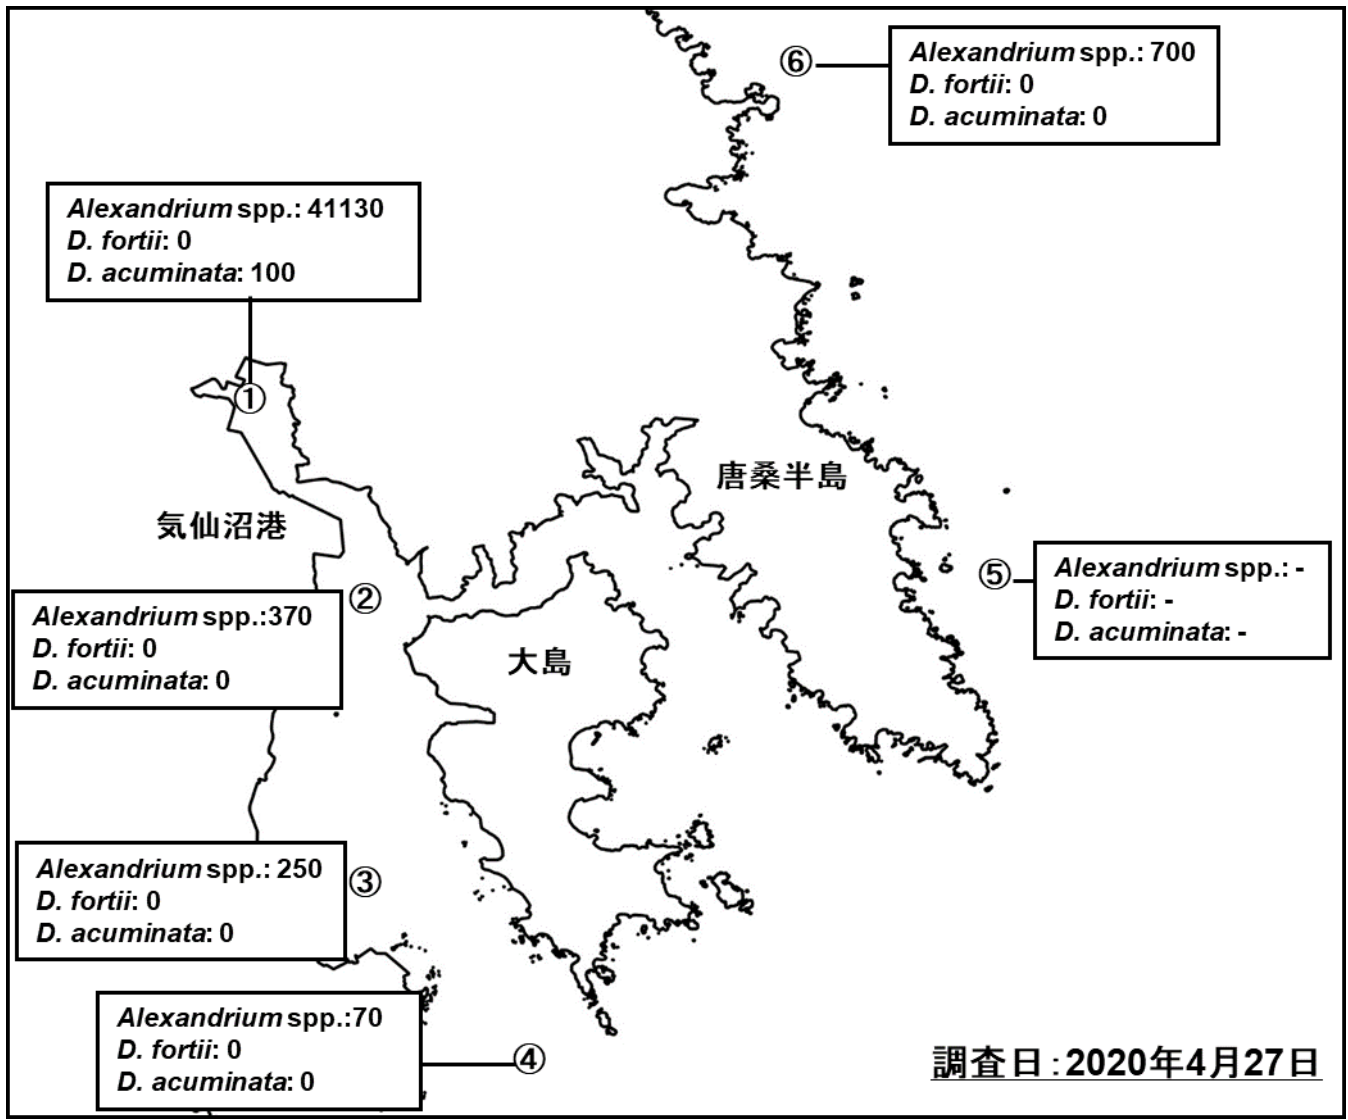 ⑥
Alexandrium spp.: 700
D. fortii: 0
D. acuminata: 0
Alexandrium spp.: 41130
D. fortii: 0
D. acuminata: 100
①
唐桑半島
気仙沼港
⑤
Alexandrium spp.: -
D. fortii: -
D. acuminata: -
②
Alexandrium spp.:370
D. fortii: 0
D. acuminata: 0
大島
Alexandrium spp.: 250
D. fortii: 0
D. acuminata: 0
③
Alexandrium spp.:70
D. fortii: 0
D. acuminata: 0
④
調査日:2020年4月27日